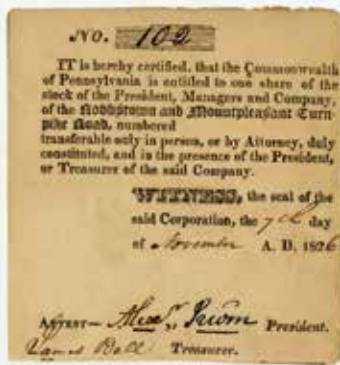 NO. 102
IT is hereby certified, that the Commonwealth
of Pennsylvania is entitled to one share of the
stock of the President, Managers and Company,
of the Robbstown and Mountpleasant Turn-
pike Road, numbered
transferable only in person, or by Attorney, duly
constituted, and in the presence of the President,
or Treasurer of the said Company.
WITNESS, the seal of the
said Corporation, the 7th day
of November A. D. 1826
ATTEST— Alexr. President.
James Bell Treasurer.